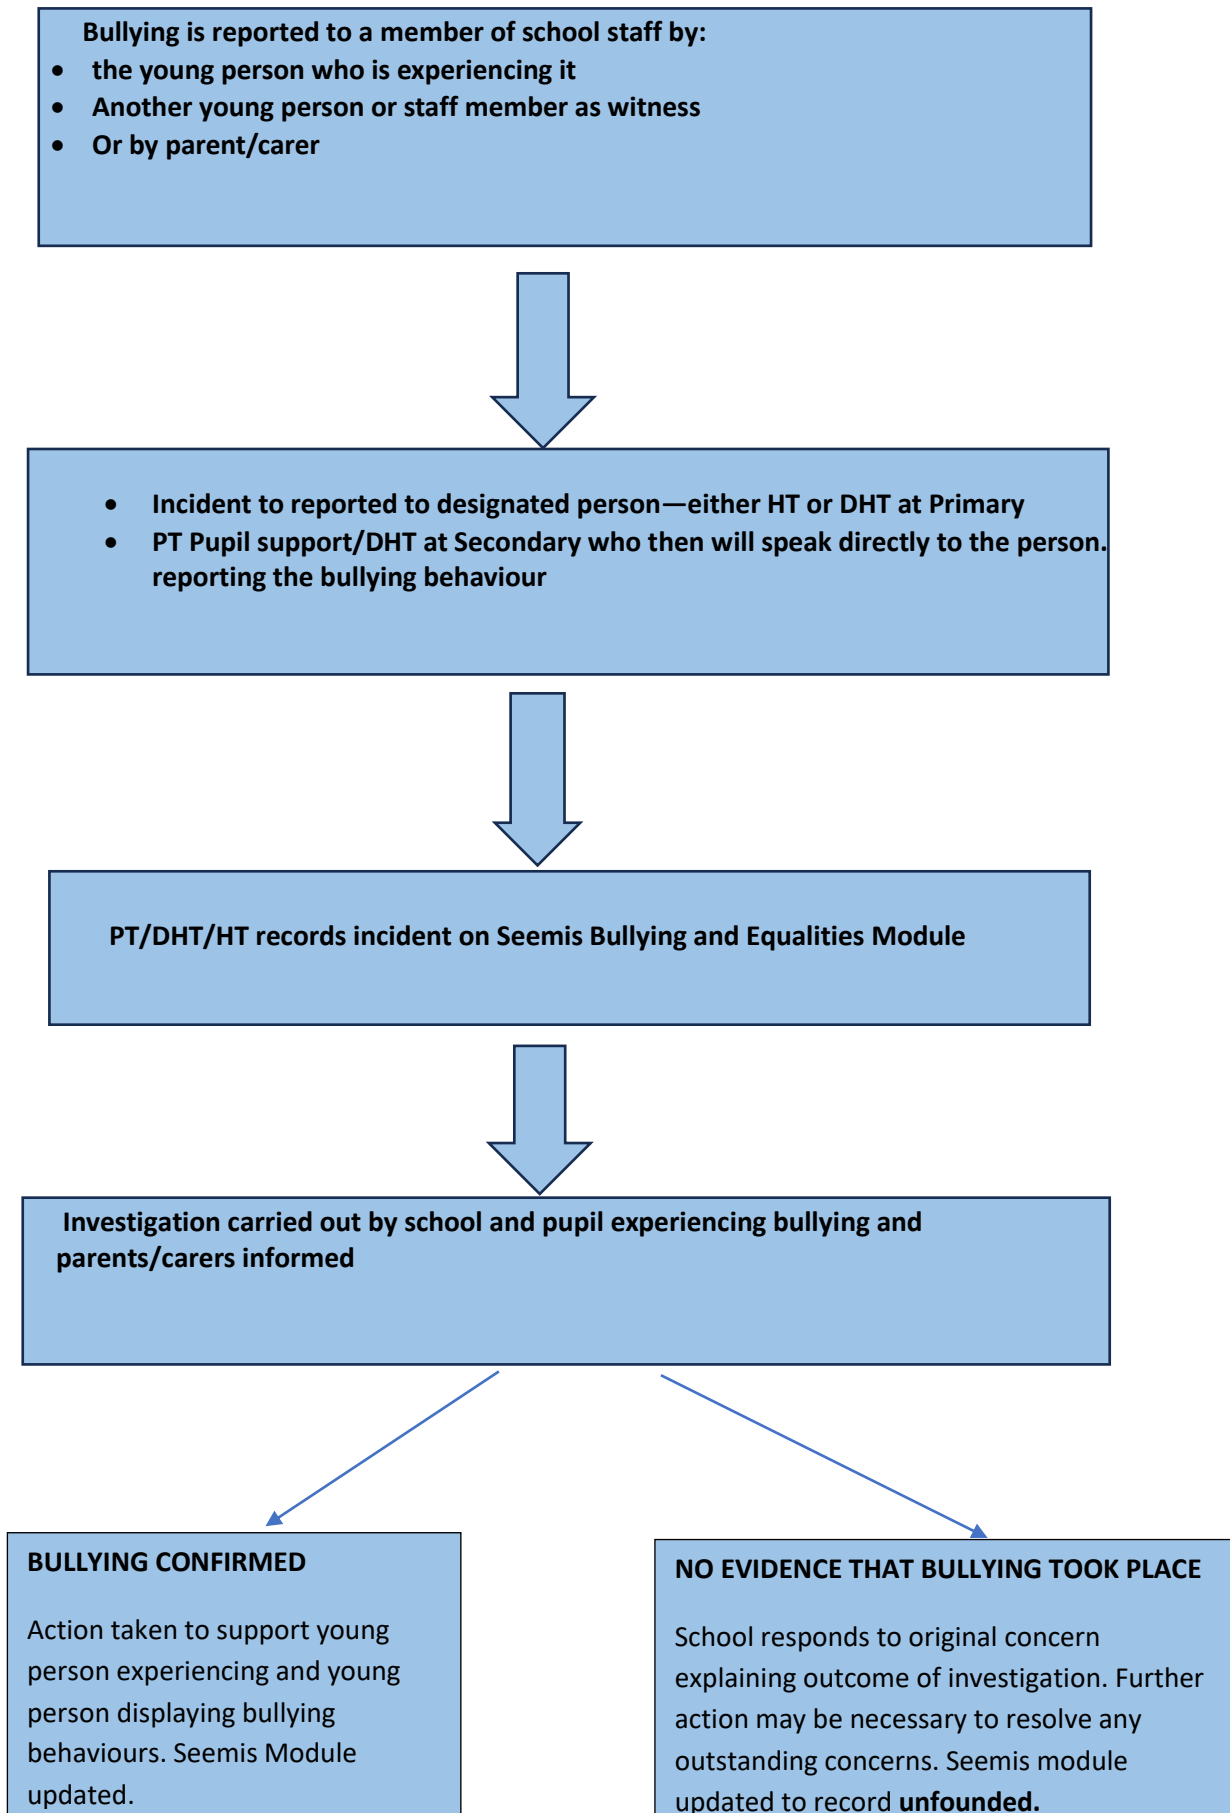 Bullying is reported to a member of school staff by:
• the young person who is experiencing it
• Another young person or staff member as witness
• Or by parent/carer
• Incident to reported to designated person—either HT or DHT at Primary
• PT Pupil support/DHT at Secondary who then will speak directly to the person.
reporting the bullying behaviour
PT/DHT/HT records incident on Seemis Bullying and Equalities Module
Investigation carried out by school and pupil experiencing bullying and
parents/carers informed
BULLYING CONFIRMED
Action taken to support young
person experiencing and young
person displaying bullying
behaviours. Seemis Module
updated.
NO EVIDENCE THAT BULLYING TOOK PLACE
School responds to original concern
explaining outcome of investigation. Further
action may be necessary to resolve any
outstanding concerns. Seemis module
updated to record unfounded.